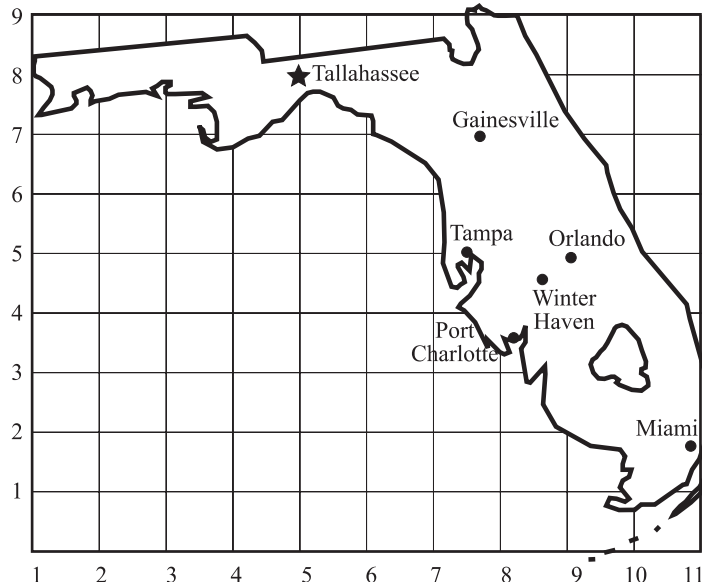 9
8
Tallahassee
Gainesville
7
6
Tampa
Orlando
5
Winter
Haven
4
Port
Charlotte
3
Miami
2
1
1 2 3 4 5 6 7 8 9 10 11